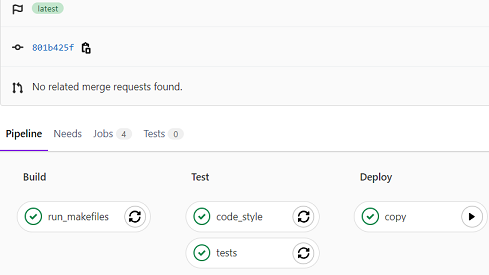 latest
801b425f
No related merge requests found.
Pipeline Needs Jobs 4 Tests 0
Build Test Deploy
run_makefiles code_style copy
tests